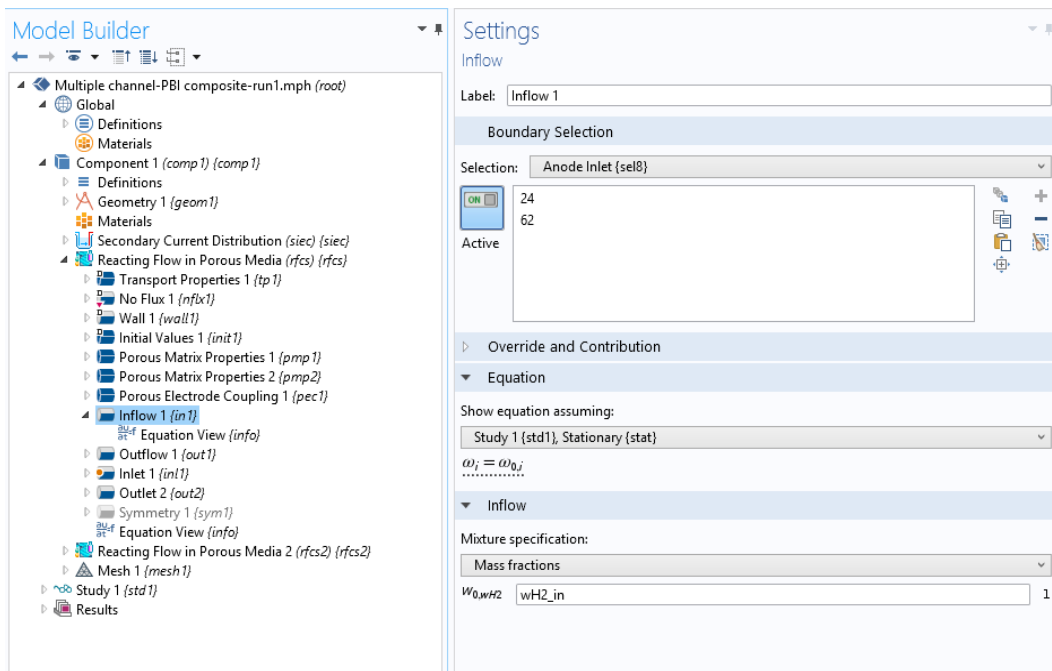 Model Builder
Multiple channel-PBI composite-run1.mph (root)
Global
Definitions
Materials
Component 1 (comp1) {comp1}
Definitions
Geometry 1 {geom1}
Materials
Secondary Current Distribution (siec) {siec}
Reacting Flow in Porous Media (rfcs) {rfcs}
Transport Properties 1 {tp1}
No Flux 1 {nflx1}
Wall 1 {wall1}
Initial Values 1 {init1}
Porous Matrix Properties 1 {pmp1}
Porous Matrix Properties 2 {pmp2}
Porous Electrode Coupling 1 {pec1}
Inflow 1 {in1}
Equation View {info}
Outflow 1 {out1}
Inlet 1 {inl1}
Outlet 2 {out2}
Symmetry 1 {sym1}
Equation View {info}
Reacting Flow in Porous Media 2 (rfcs2) {rfcs2}
Mesh 1 {mesh1}
Study 1 {std1}
Results
Settings
Inflow
Label: Inflow 1
Boundary Selection
Selection: Anode Inlet {sel8}
ON
24
62
Active
Override and Contribution
Equation
Show equation assuming:
Study 1 {std1}, Stationary {stat}
ω_i = ω_0,i
Inflow
Mixture specification:
Mass fractions
w_0,wH2 wH2_in 1